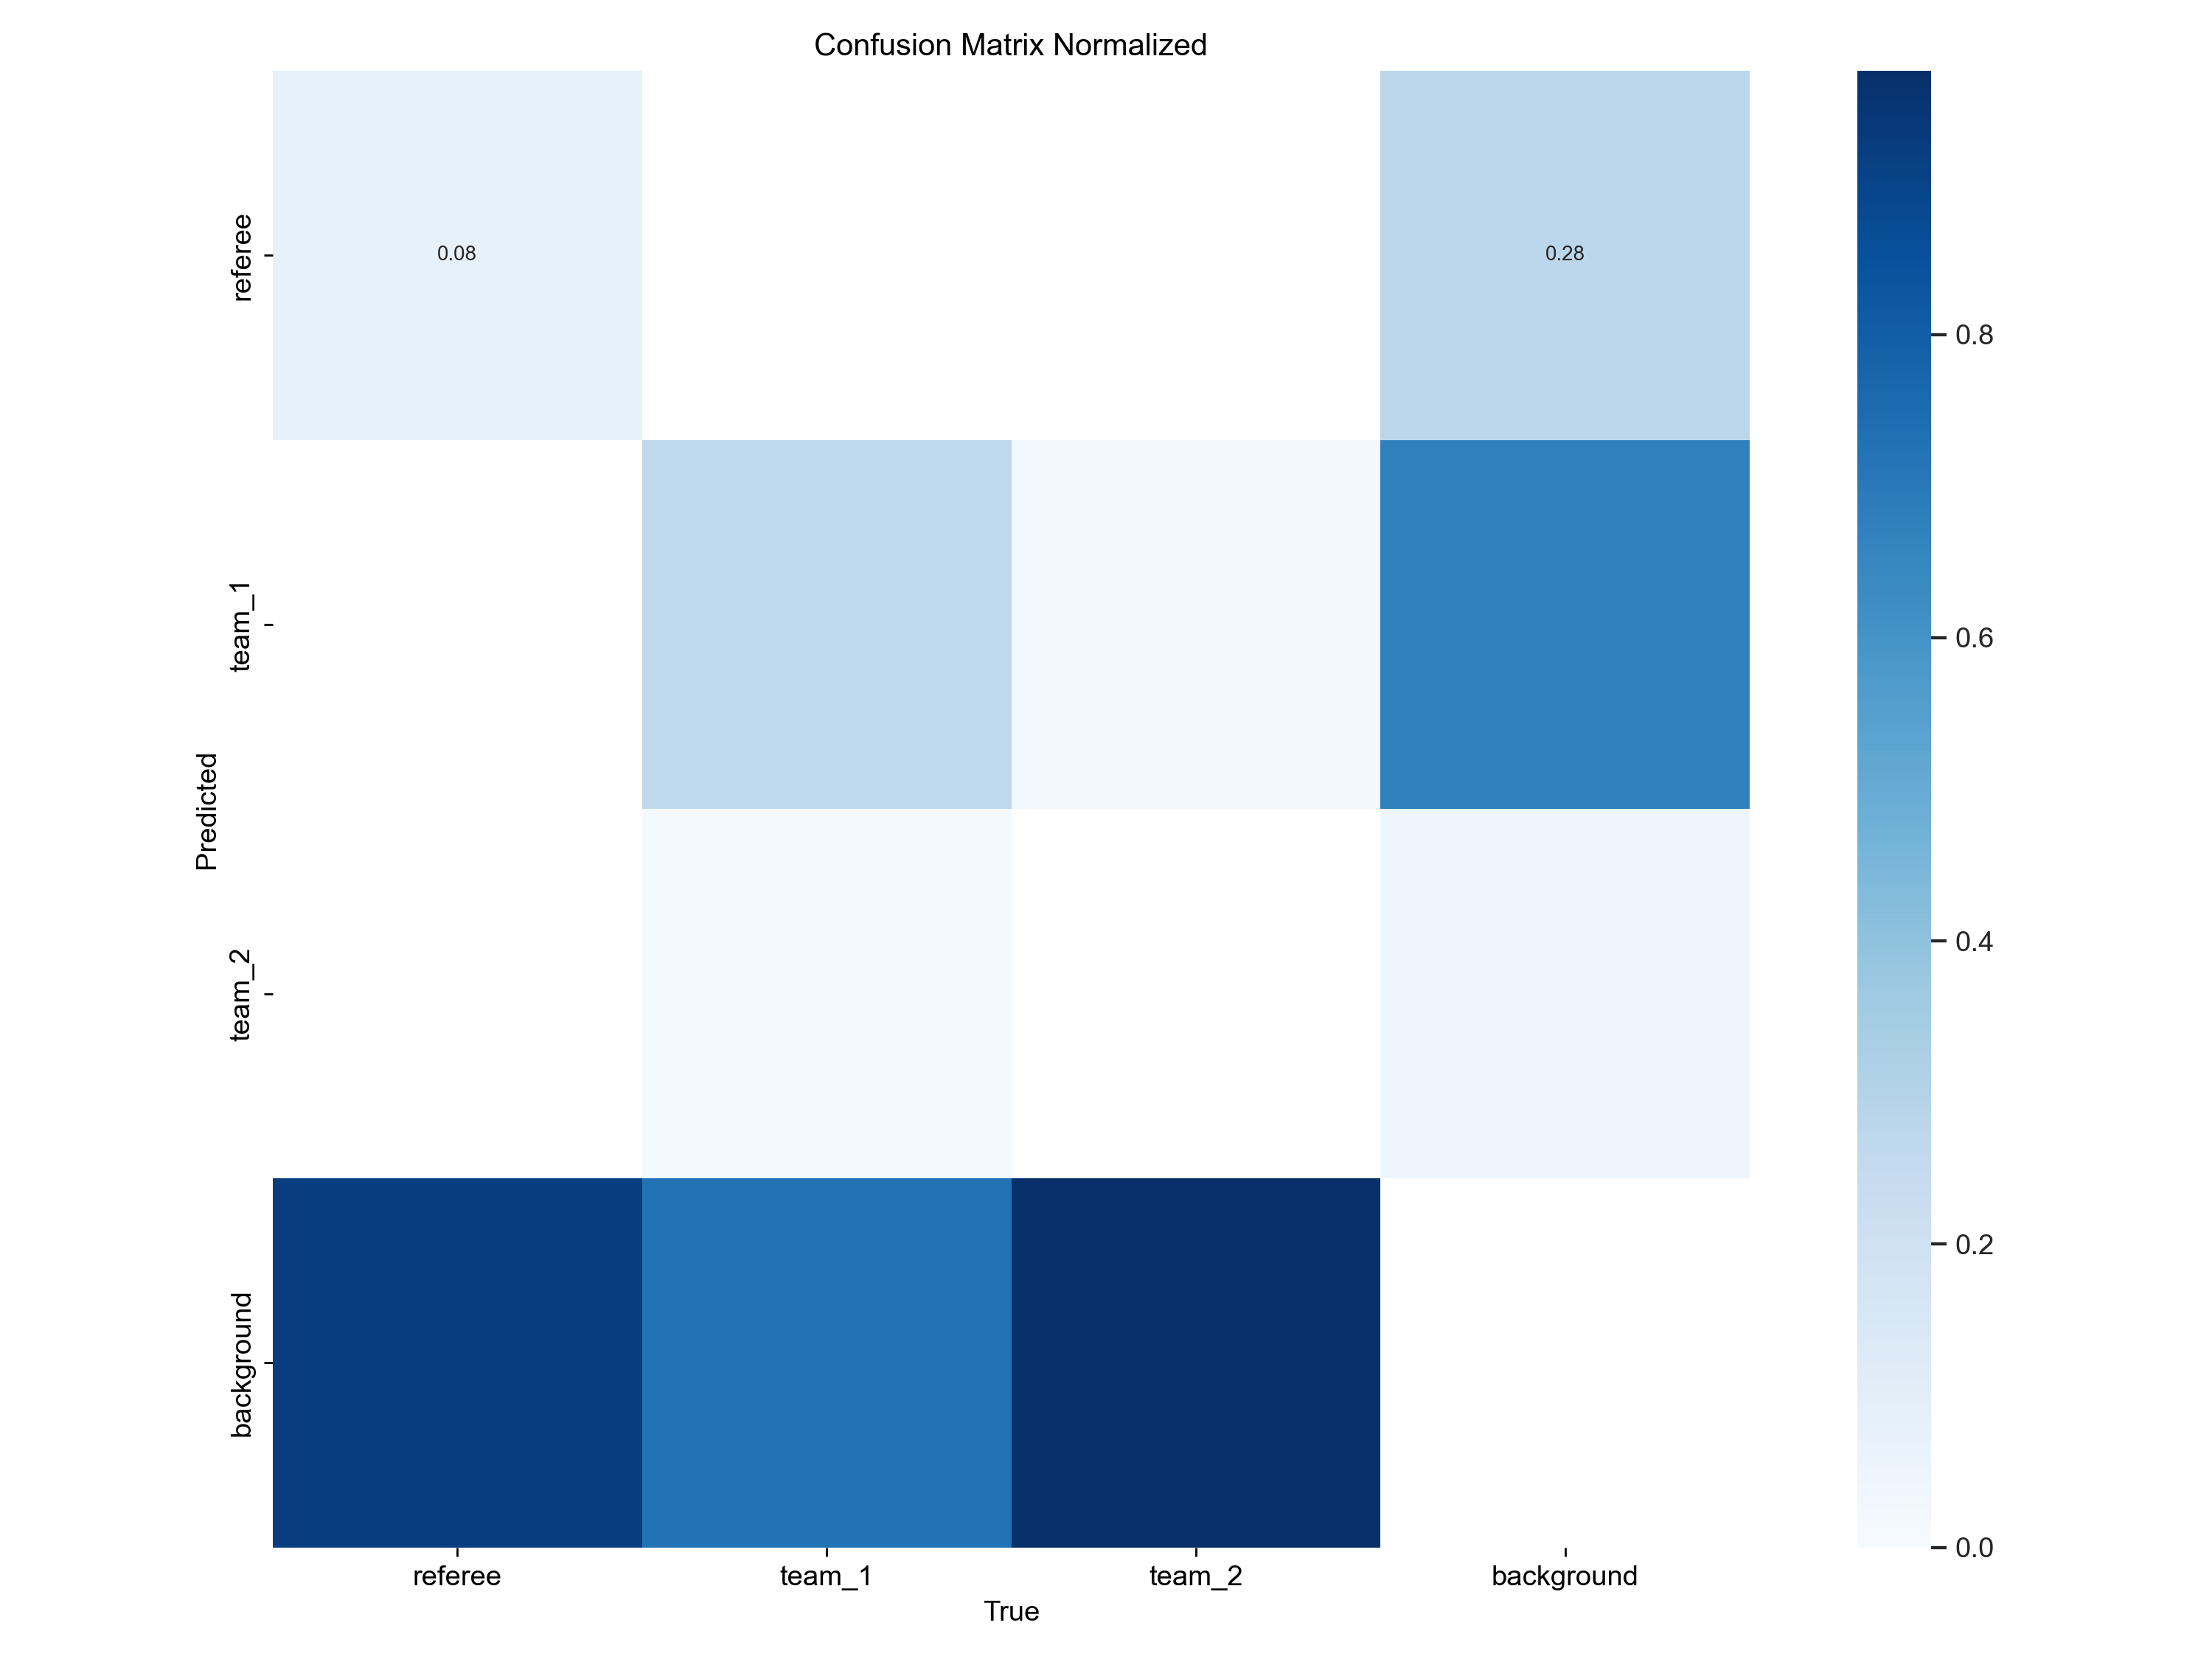 Confusion Matrix Normalized
referee
team_1
team_2
background
Predicted
0.08
0.28
0.8
0.6
0.4
0.2
0.0
referee
team_1
team_2
background
True